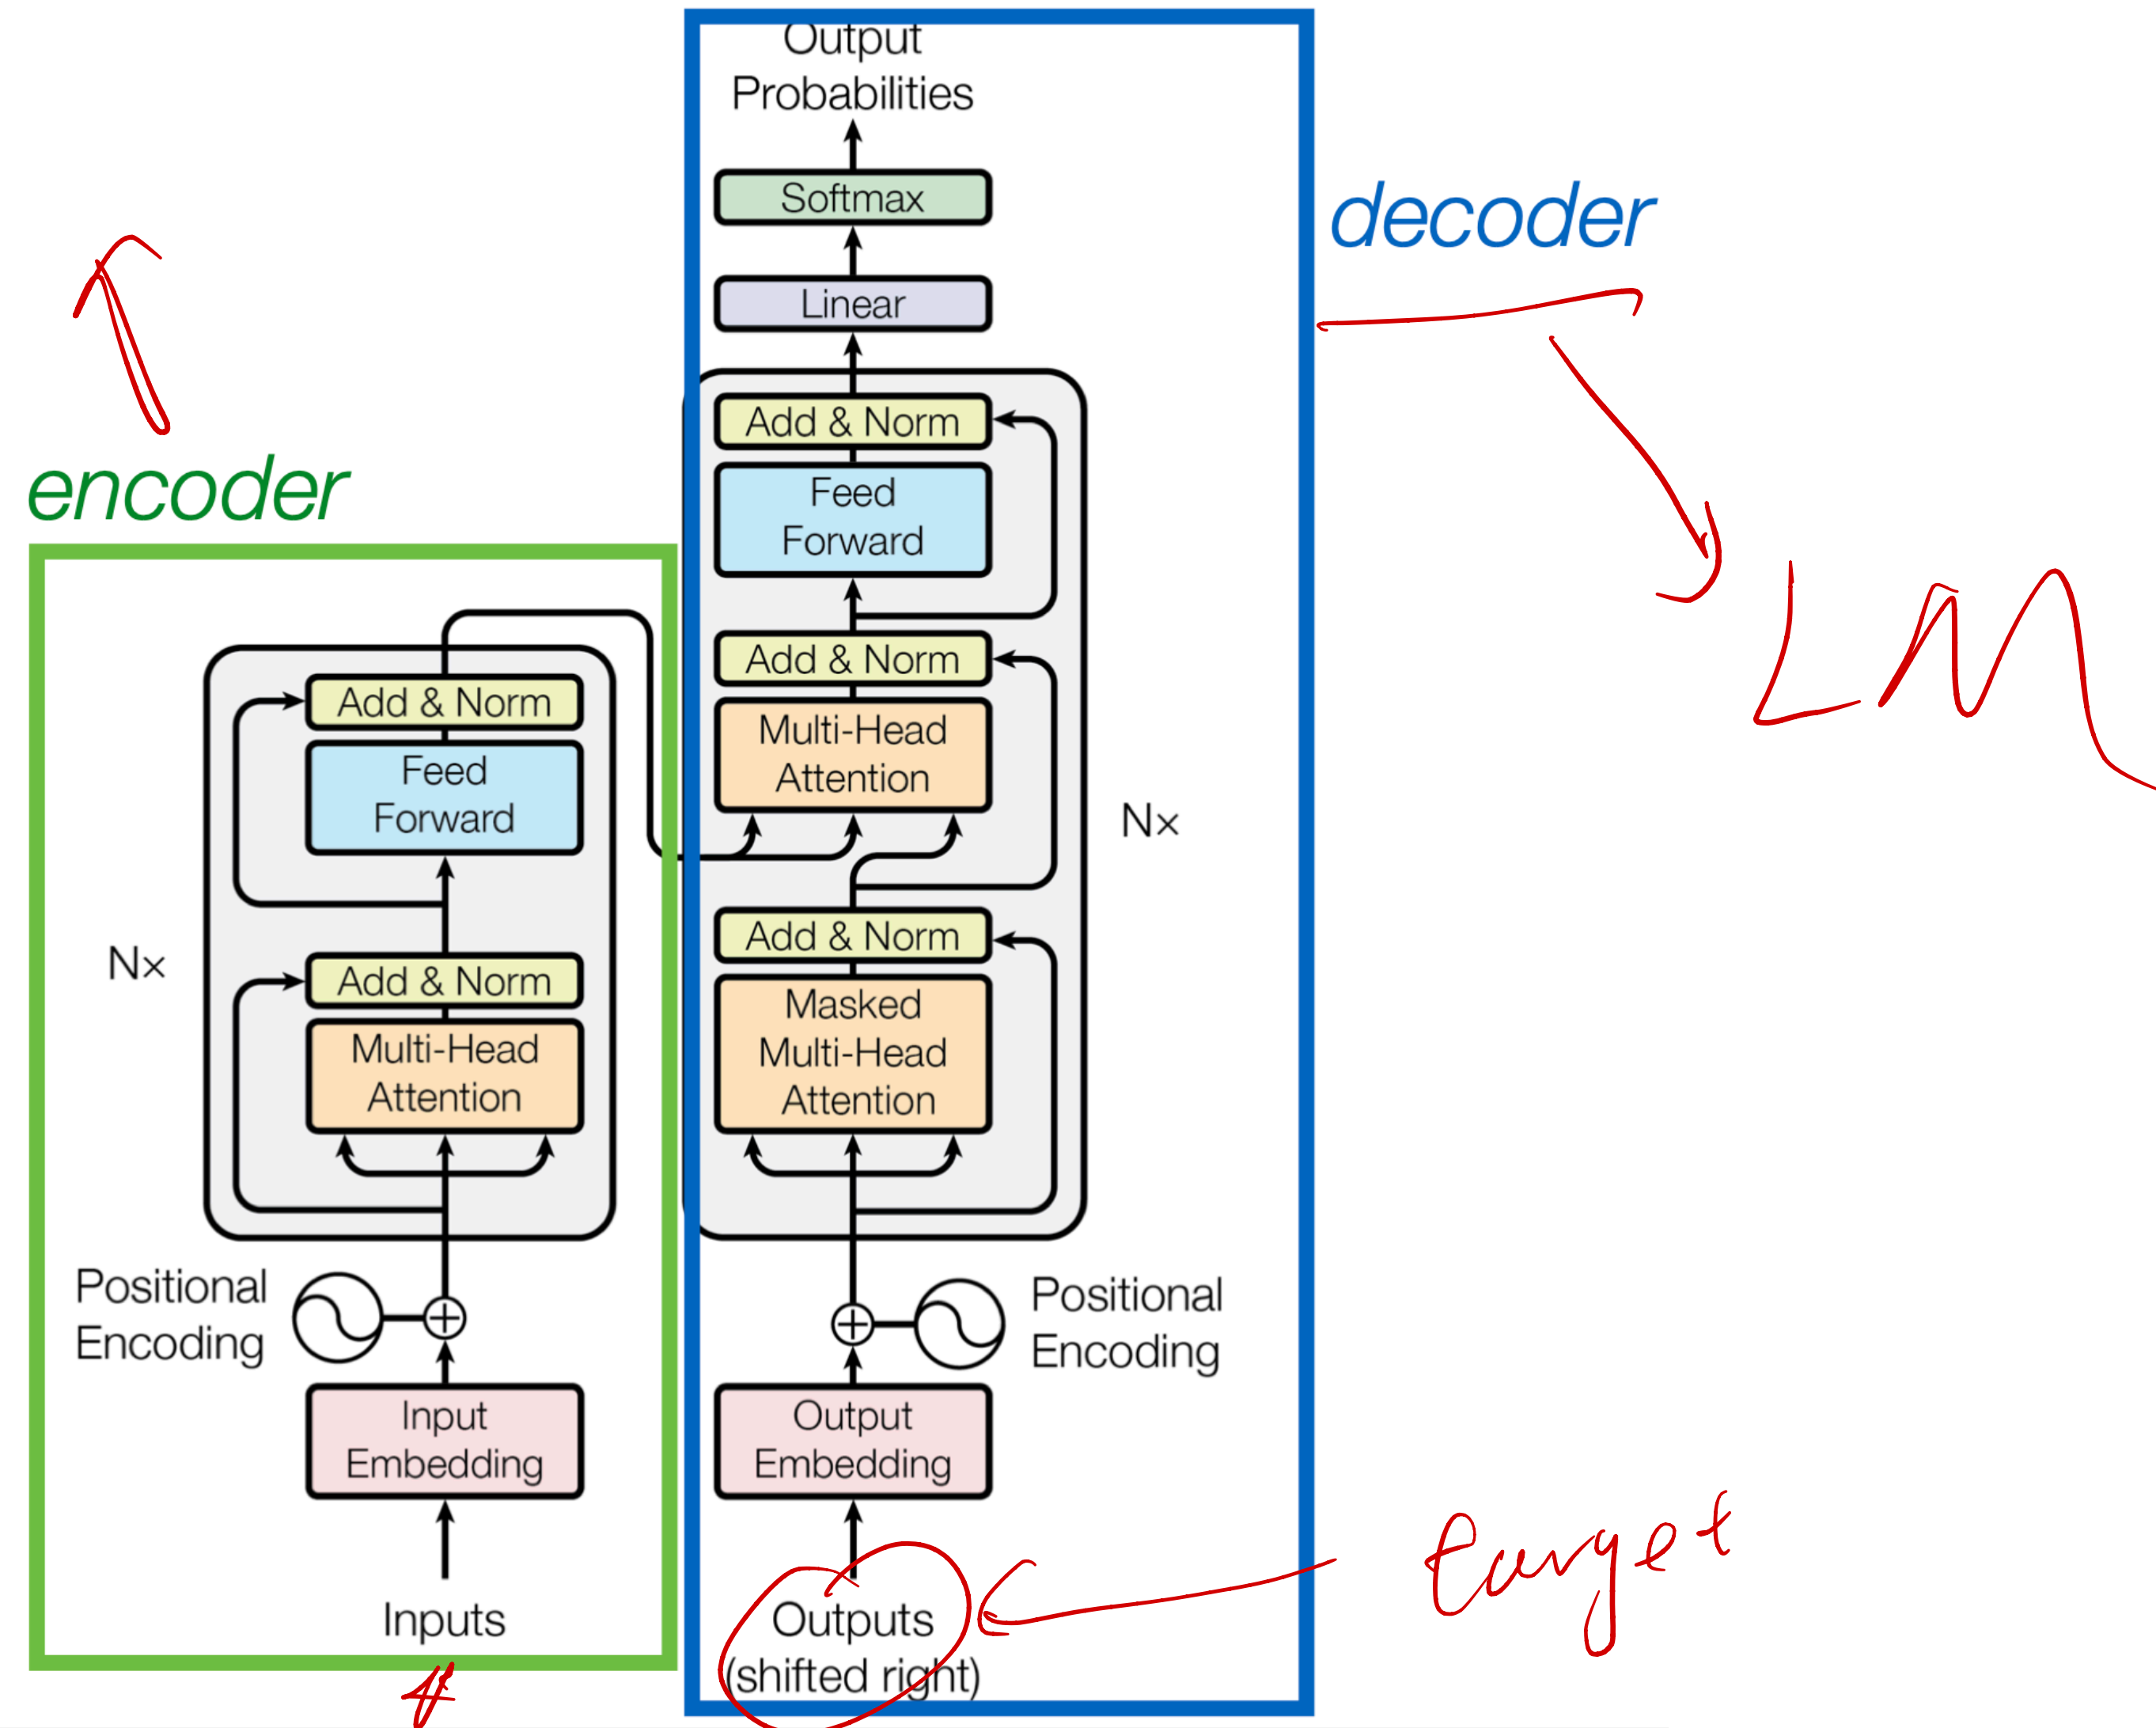 Output
Probabilities
Softmax
decoder
Linear
Add & Norm
Feed
Forward
encoder
LM
Add & Norm
Multi-Head
Attention
N×
Add & Norm
Feed
Forward
Add & Norm
Masked
Multi-Head
Attention
N×
Add & Norm
Multi-Head
Attention
Positional
Encoding
Positional
Encoding
Input
Embedding
Output
Embedding
target
Inputs
Outputs
(shifted right)